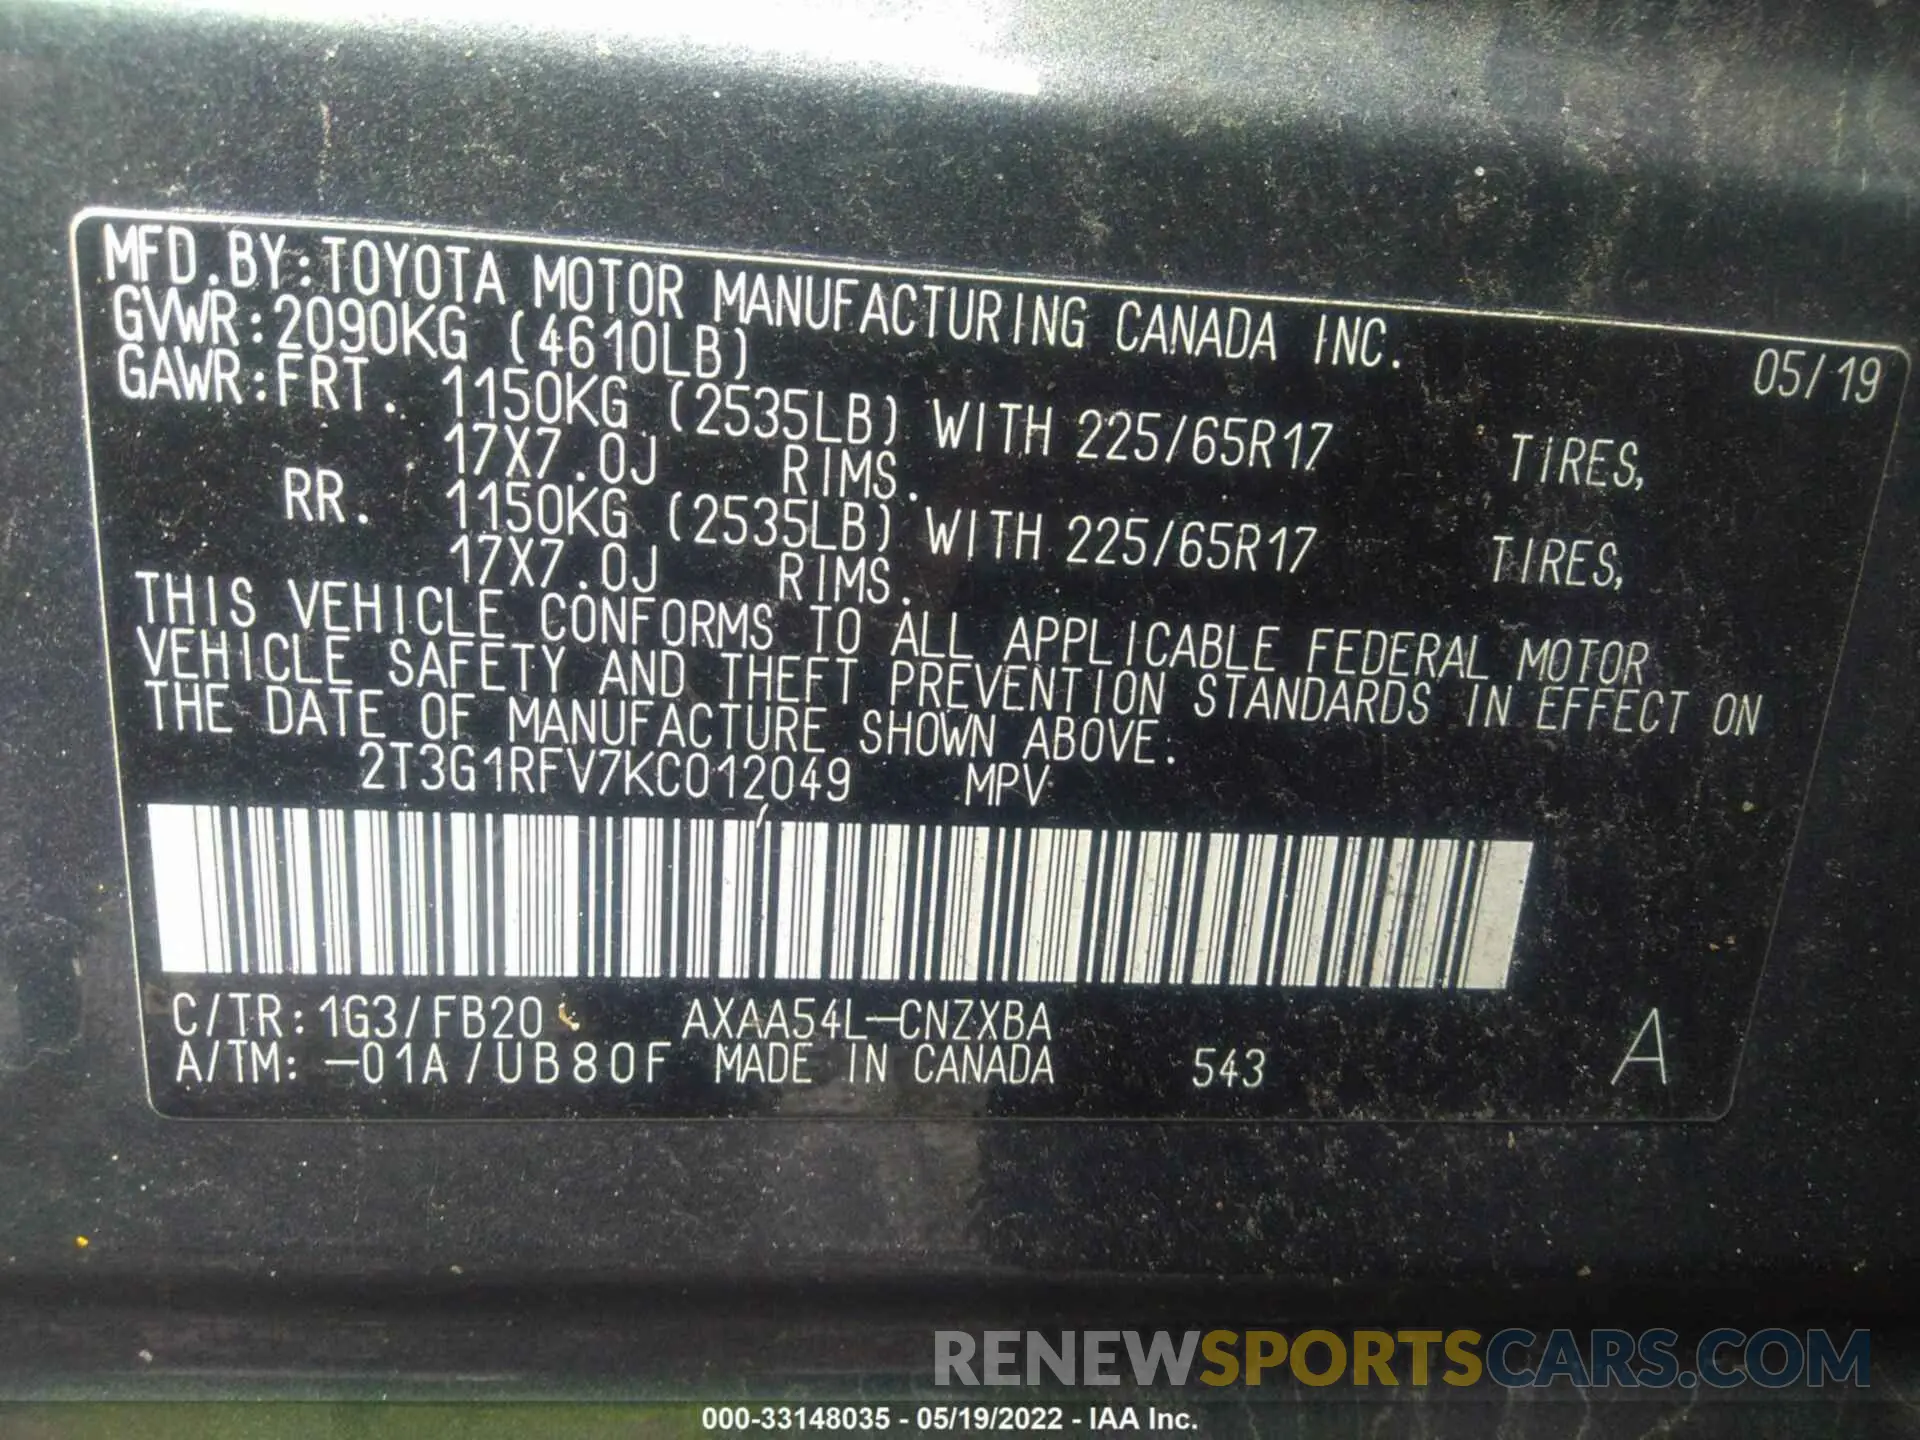 MFD.BY:TOYOTA MOTOR MANUFACTURING CANADA INC.
05/19
GVWR:2090KG (4610LB)
GAWR:FRT. 1150KG (2535LB) WITH 225/65R17 TIRES,
17X7.0J RIMS.
RR. 1150KG (2535LB) WITH 225/65R17 TIRES,
17X7.0J RIMS.
THIS VEHICLE CONFORMS TO ALL APPLICABLE FEDERAL MOTOR
VEHICLE SAFETY AND THEFT PREVENTION STANDARDS IN EFFECT ON
THE DATE OF MANUFACTURE SHOWN ABOVE.
2T3G1RFV7KC012049 MPV
C/TR:1G3/FB20 AXAA54L-CNZXBA
A/TM:-01A/UB80F MADE IN CANADA 543 A
RENEWSPORTSCARS.COM
000-33148035 - 05/19/2022 - IAA Inc.